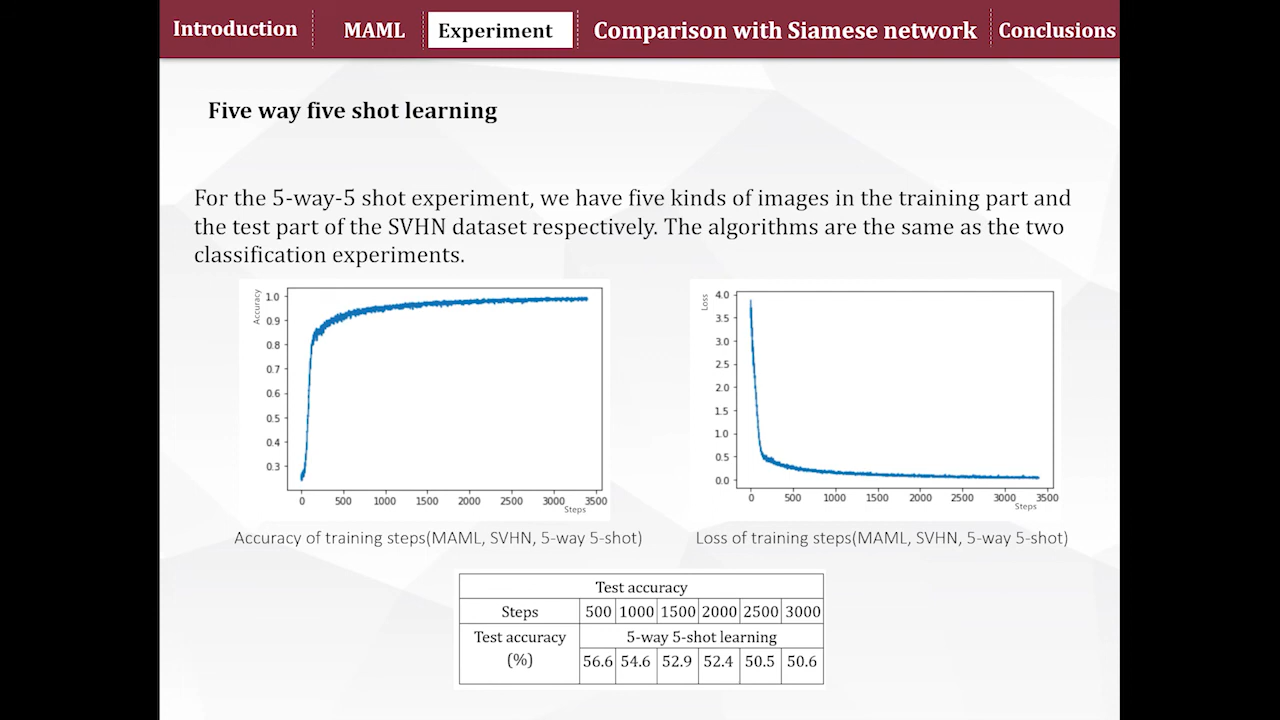 Introduction MAML Experiment Comparison with Siamese network Conclusions
Five way five shot learning
For the 5-way-5 shot experiment, we have five kinds of images in the training part and
the test part of the SVHN dataset respectively. The algorithms are the same as the two
classification experiments.
Accuracy
1.0
0.9
0.8
0.7
0.6
0.5
0.4
0.3
0 500 1000 1500 2000 2500 3000 3500
Steps
Accuracy of training steps(MAML, SVHN, 5-way 5-shot)
Loss
4.0
3.5
3.0
2.5
2.0
1.5
1.0
0.5
0.0
0 500 1000 1500 2000 2500 3000 3500
Steps
Loss of training steps(MAML, SVHN, 5-way 5-shot)
Test accuracy
Steps 500 1000 1500 2000 2500 3000
Test accuracy 5-way 5-shot learning
(%) 56.6 54.6 52.9 52.4 50.5 50.6